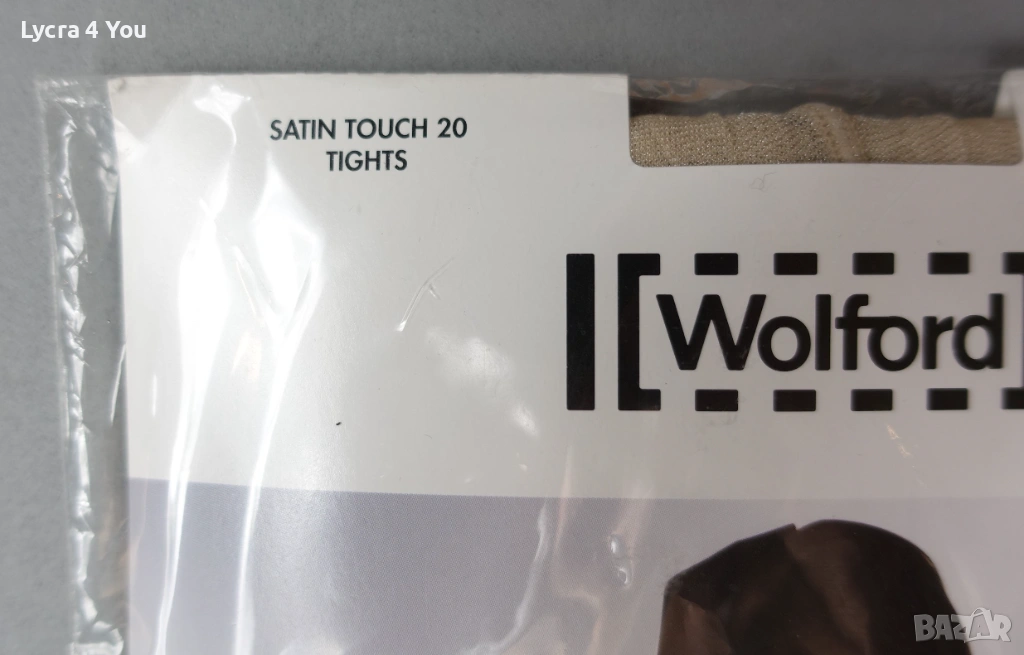 Lycra 4 You
SATIN TOUCH 20
TIGHTS
Wolford
BAZAR